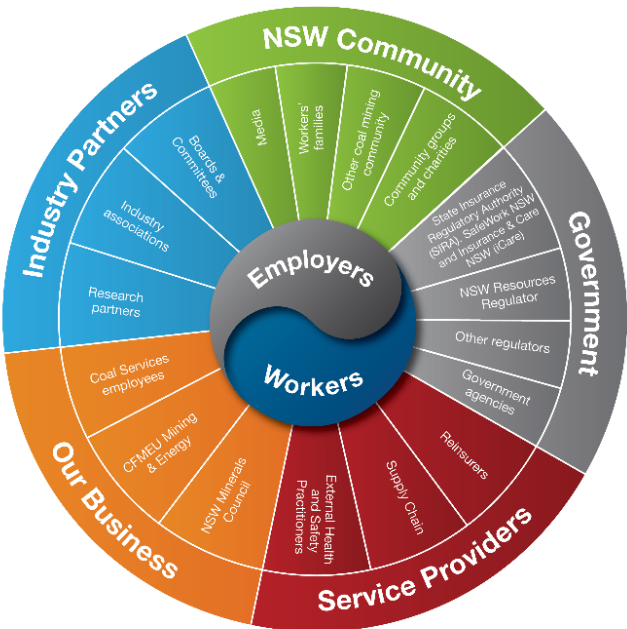 NSW Community
Media
Workers'
families
Other coal mining
community
Community groups
and charities
Government
State Insurance
Regulatory Authority
(SIRA), SafeWork NSW
and Insurance & Care
NSW (iCare)
NSW Resources
Regulator
Other regulators
Government
agencies
Service Providers
Reinsurers
Supply Chain
External Health
and Safety
Practitioners
Our Business
NSW Minerals
Council
CFMEU Mining
& Energy
Coal Services
employees
Industry Partners
Research
partners
Industry
associations
Boards &
Committees
Employers
Workers